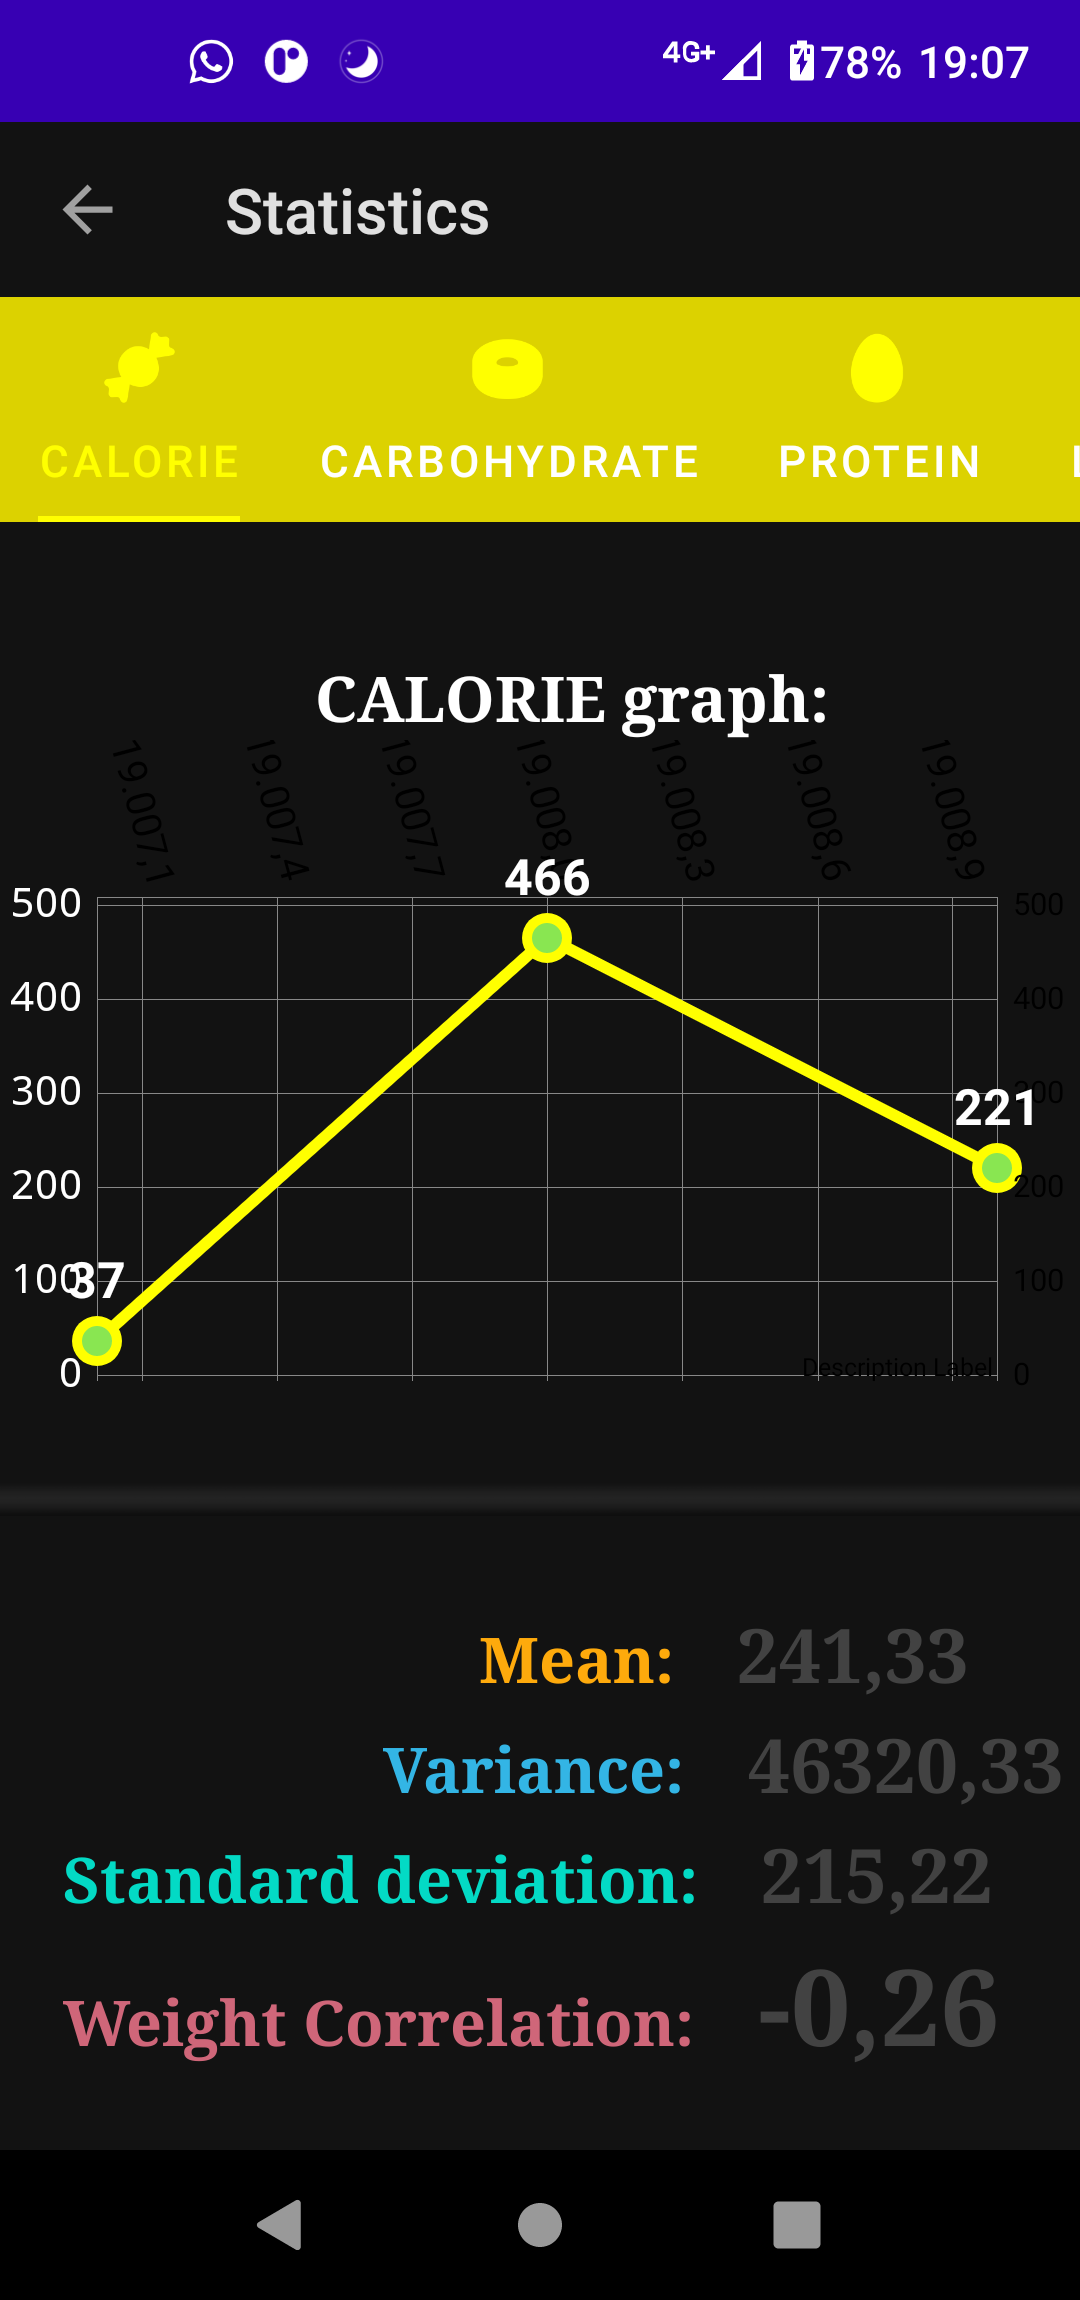 4G+ 78% 19:07
Statistics
CALORIE CARBOHYDRATE PROTEIN
CALORIE graph:
19.007,1 19.007,4 19.007,7 19.008, 19.008,3 19.008,6 19.008,9
466
500 500
400 400
300 300
221
200 200
100 37 100
Description Label
0 0
Mean: 241,33
Variance: 46320,33
Standard deviation: 215,22
Weight Correlation: -0,26